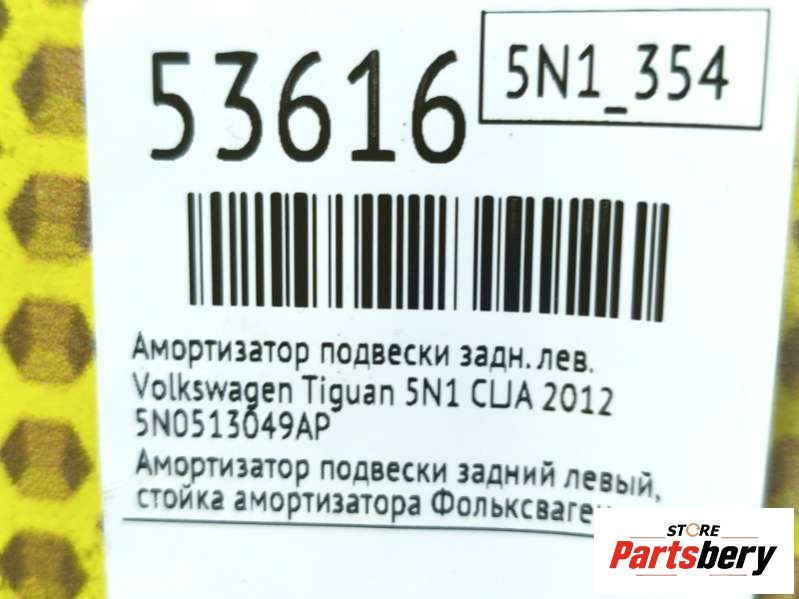 53616
5N1_354
Амортизатор подвески задн. лев.
Volkswagen Tiguan 5N1 CWA 2012
5N0513049AP
Амортизатор подвески задний левый,
стойка амортизатора
STORE
Partsbery